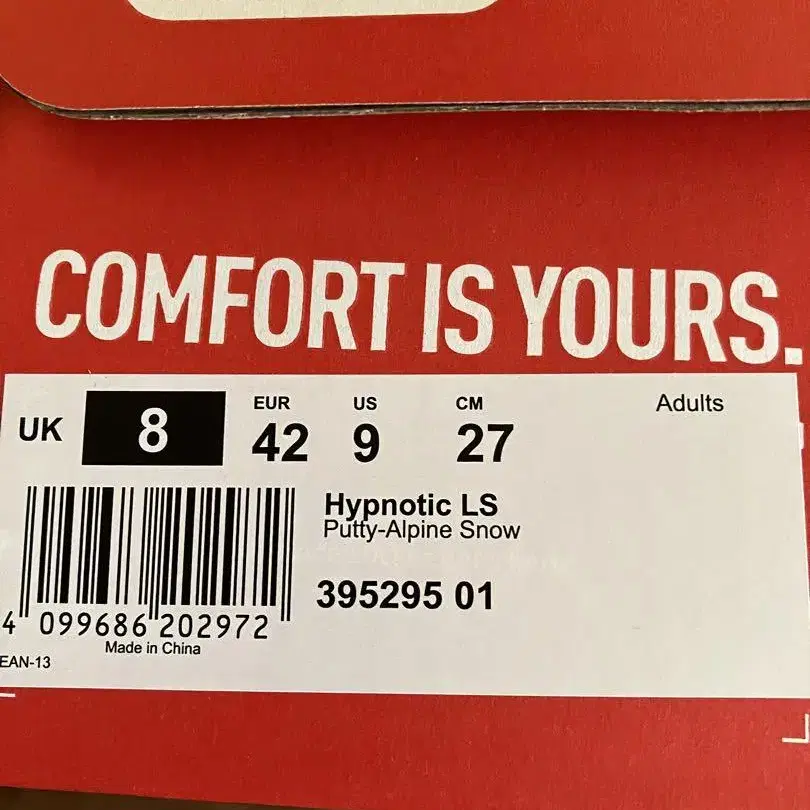 COMFORT IS YOURS.
UK 8 EUR 42 US 9 CM 27 Adults
Hypnotic LS
Putty-Alpine Snow
395295 01
4 099686 202972
Made in China
EAN-13